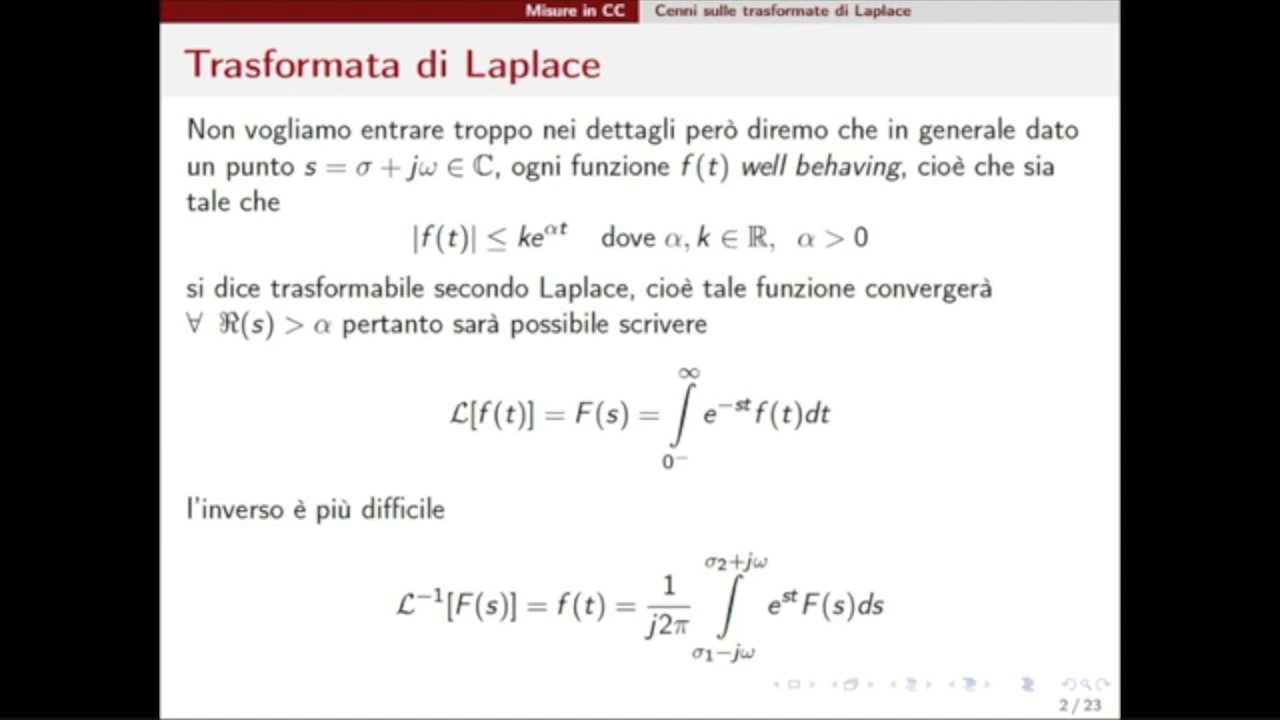 Misure in CC Cenni sulle trasformate di Laplace
Trasformata di Laplace
Non vogliamo entrare troppo nei dettagli però diremo che in generale dato
un punto s = σ + jω ∈ ℂ, ogni funzione f(t) well behaving, cioè che sia
tale che
|f(t)| ≤ ke^{αt} dove α, k ∈ ℝ, α > 0
si dice trasformabile secondo Laplace, cioè tale funzione convergerà
∀ ℜ(s) > α pertanto sarà possibile scrivere
ℒ[f(t)] = F(s) = ∫_{0⁻}^{∞} e^{-st} f(t)dt
l'inverso è più difficile
ℒ⁻¹[F(s)] = f(t) = \frac{1}{j2π} ∫_{σ₁-jω}^{σ₂+jω} e^{st} F(s)ds
2 / 23